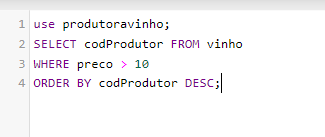 1 use produtoravinho;
2 SELECT codProdutor FROM vinho
3 WHERE preco > 10
4 ORDER BY codProdutor DESC;